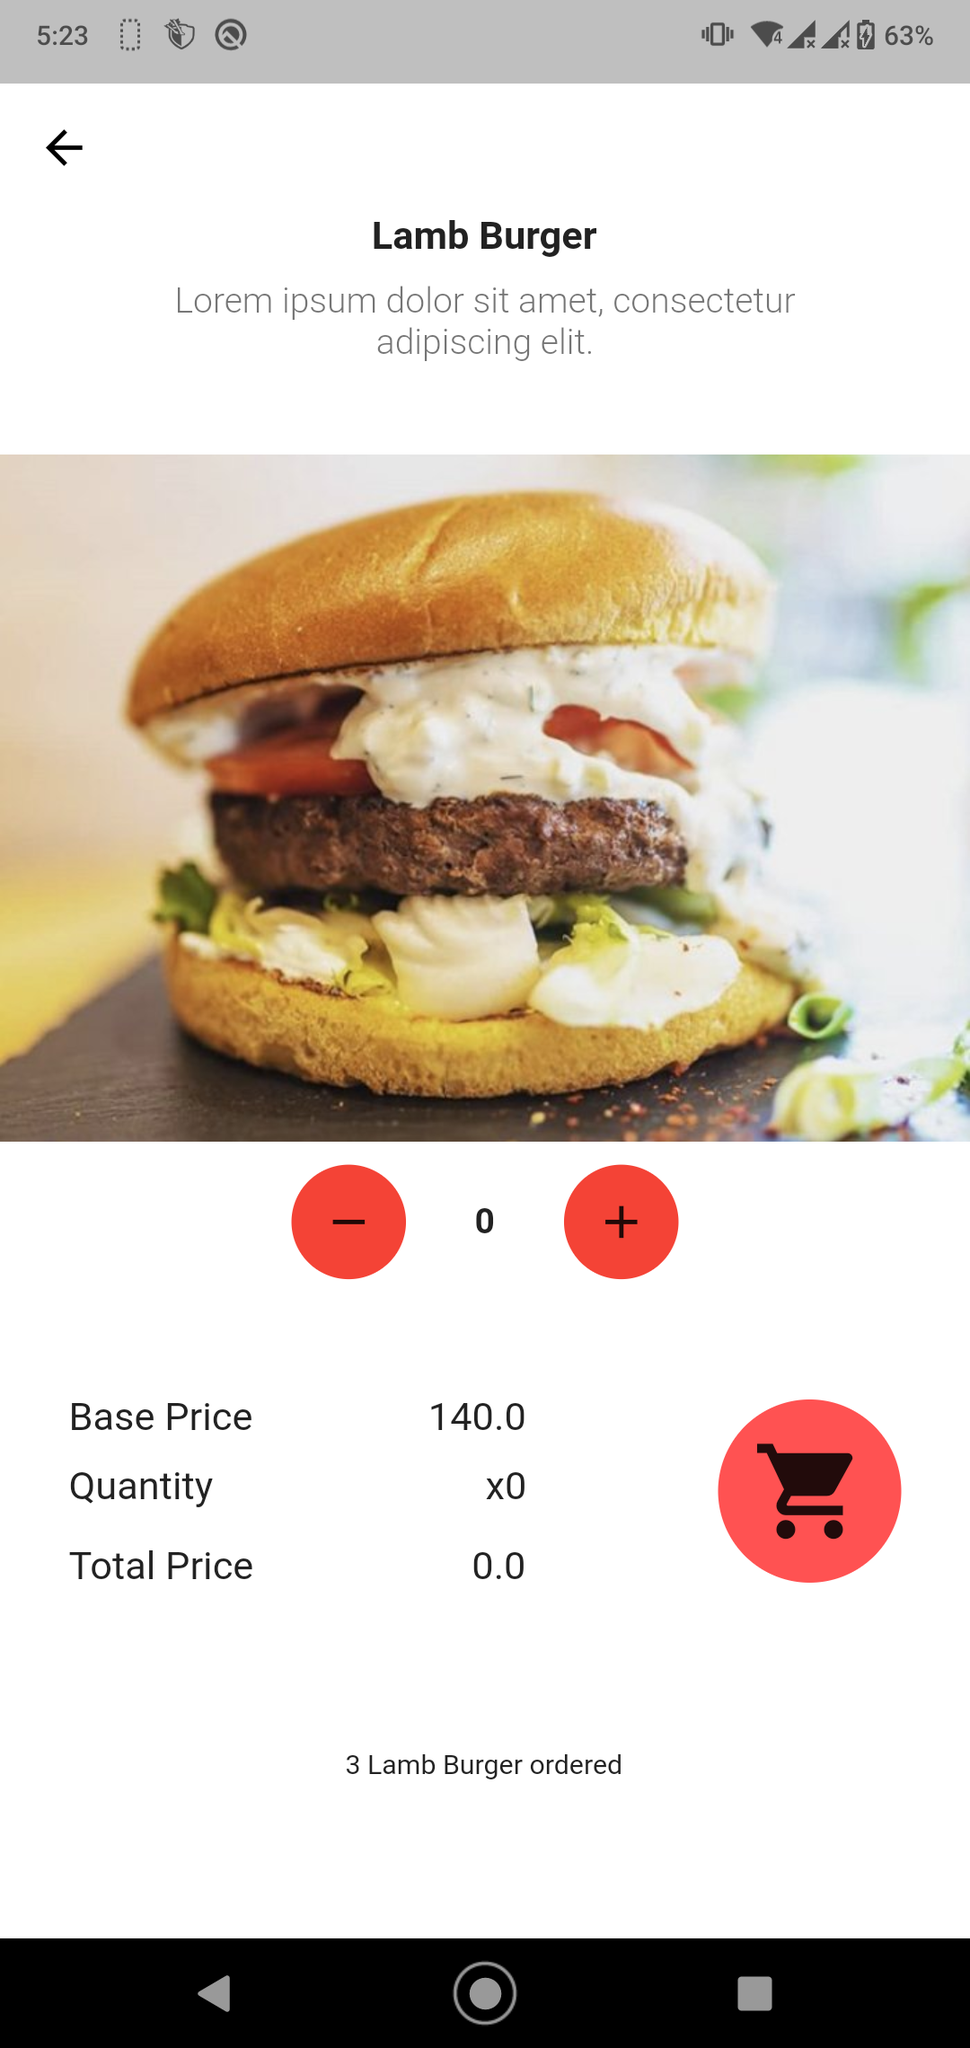 5:23
4
63%
Lamb Burger
Lorem ipsum dolor sit amet, consectetur
adipiscing elit.
0
Base Price 140.0
Quantity x0
Total Price 0.0
3 Lamb Burger ordered